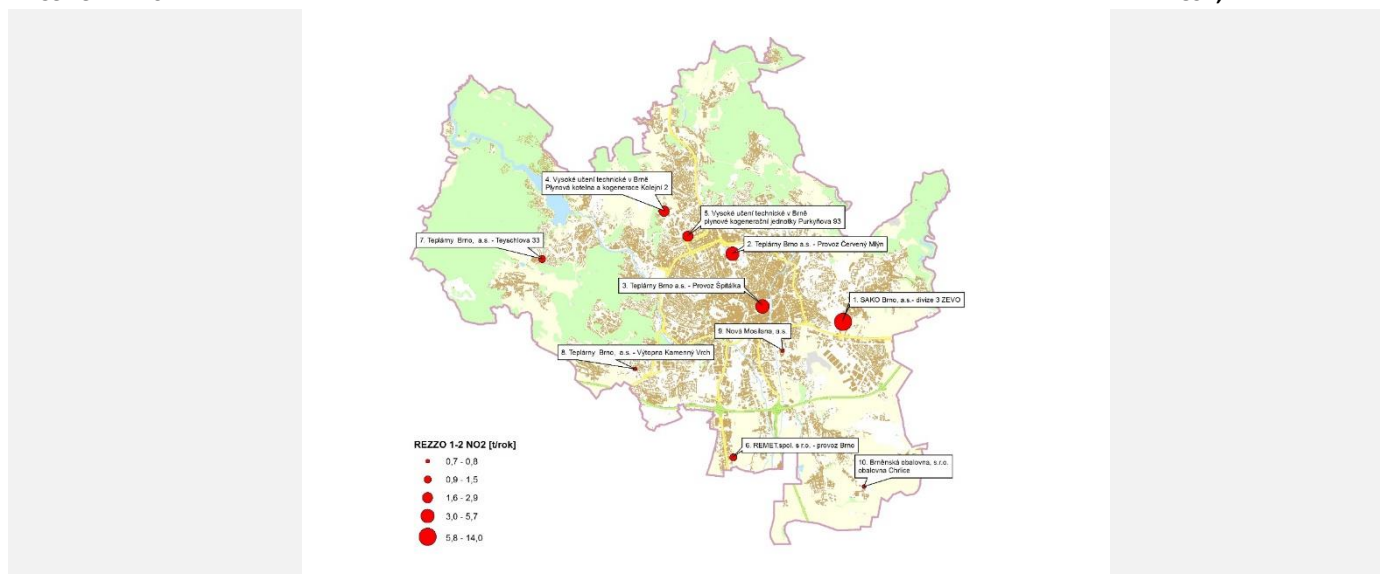 4. Vysoké učení technické v Brně
Plynová kotelna a kogenerace Kolejní 2
5. Vysoké učení technické v Brně
plynové kogenerační jednotky Purkyňova 93
7. Teplárny Brno, a.s. - Teyschlova 33
2. Teplárny Brno a.s. - Provoz Červený Mlýn
3. Teplárny Brno a.s. - Provoz Špitálka
1. SAKO Brno, a.s.- divize 3 ZEVO
9. Nová Mosilana, a.s.
8. Teplárny Brno, a.s. - Výtopna Kamenný Vrch
6. REMET,spol. s r.o. - provoz Brno
10. Brněnská obalovna, s.r.o.
obalovna Chrlice
REZZO 1-2 NO2 [t/rok]
0,7 - 0,8
0,9 - 1,5
1,6 - 2,9
3,0 - 5,7
5,8 - 14,0